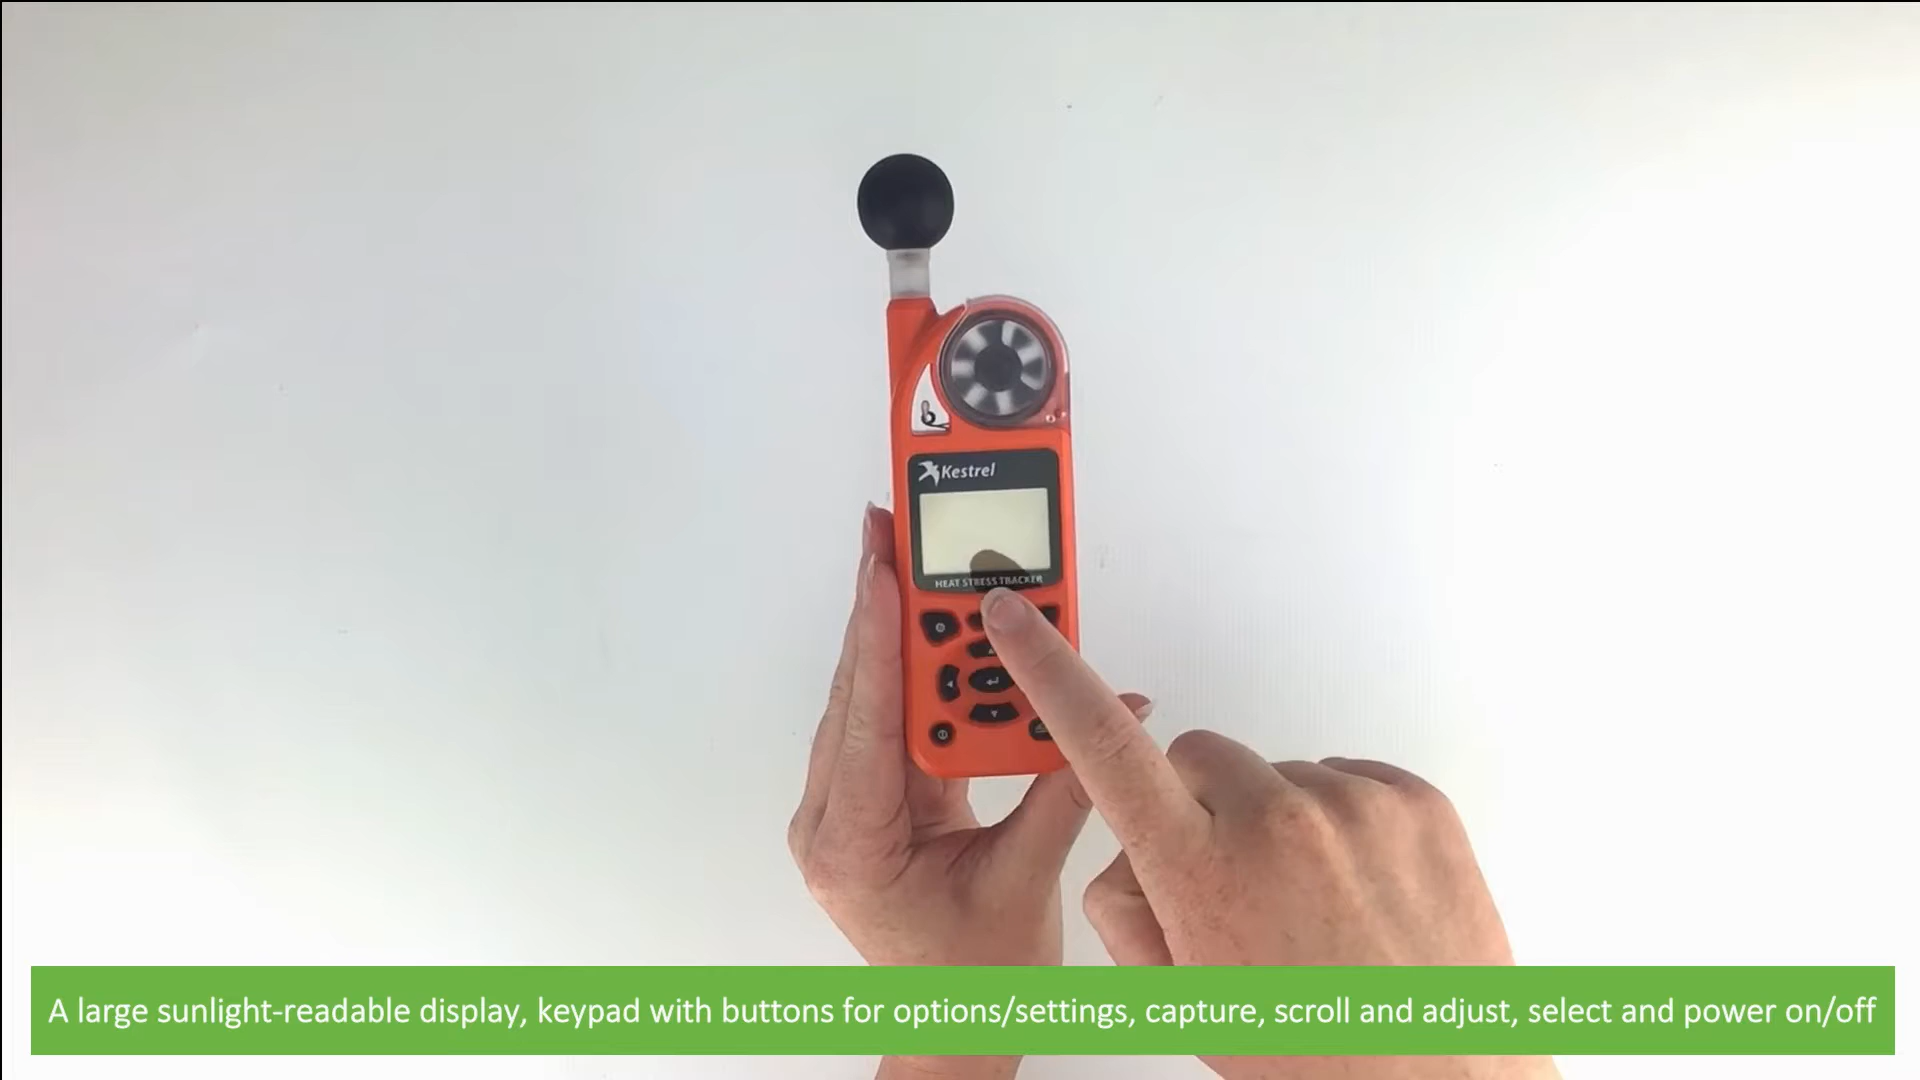 Kestrel
HEAT STRESS TRACKER
A large sunlight-readable display, keypad with buttons for options/settings, capture, scroll and adjust, select and power on/off